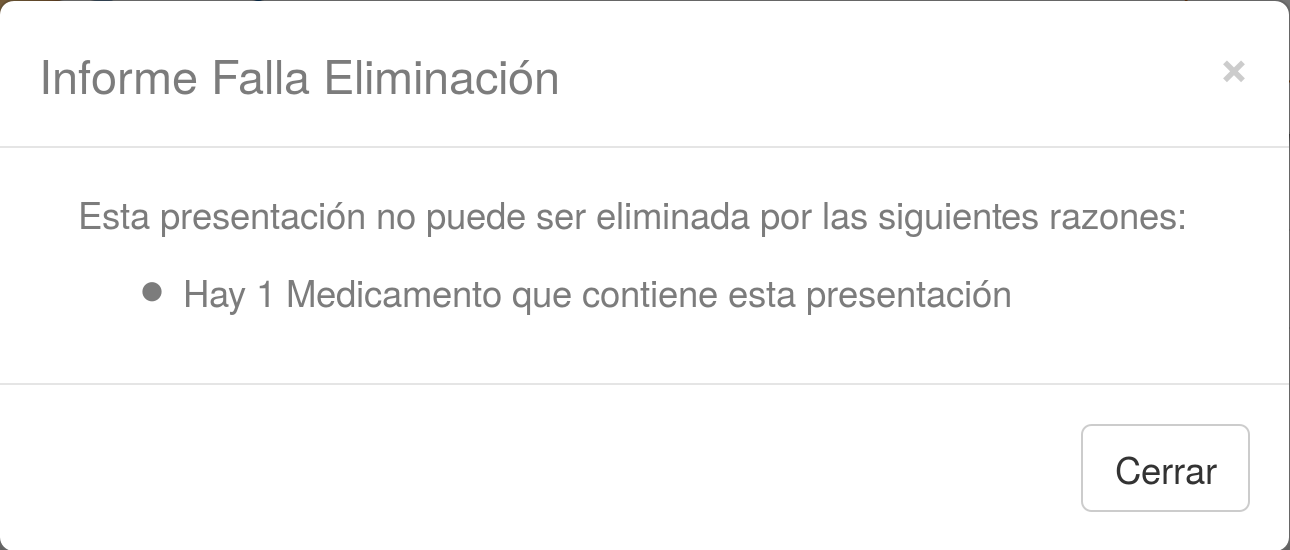 Informe Falla Eliminación
×
Esta presentación no puede ser eliminada por las siguientes razones:
● Hay 1 Medicamento que contiene esta presentación
Cerrar